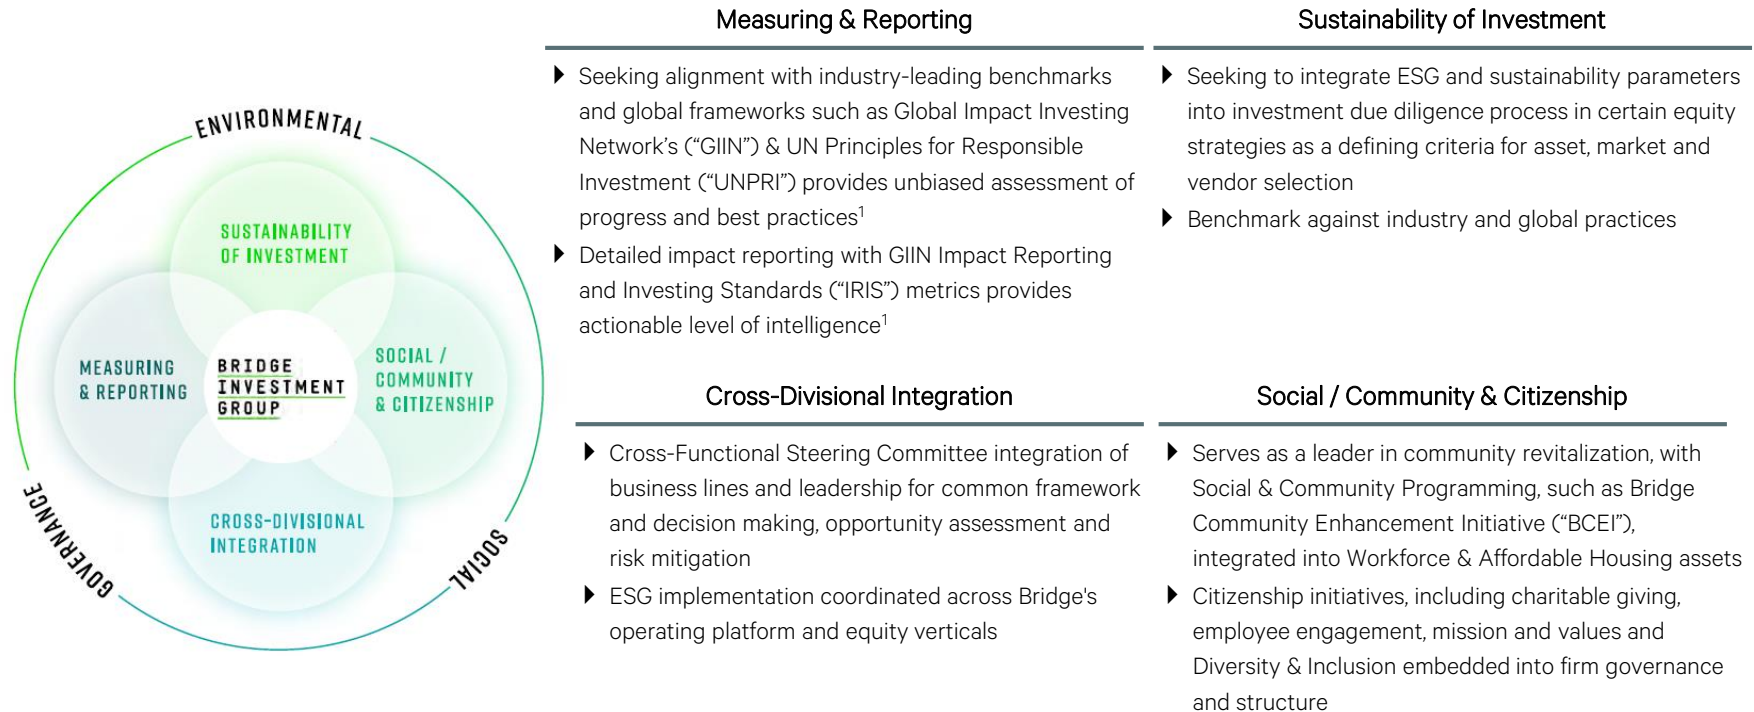 ENVIRONMENTAL
SUSTAINABILITY
OF INVESTMENT
MEASURING
& REPORTING
BRIDGE
INVESTMENT
GROUP
SOCIAL /
COMMUNITY
& CITIZENSHIP
CROSS-DIVISIONAL
INTEGRATION
GOVERNANCE
SOCIAL
Measuring & Reporting
▶ Seeking alignment with industry-leading benchmarks
and global frameworks such as Global Impact Investing
Network’s (“GIIN”) & UN Principles for Responsible
Investment (“UNPRI”) provides unbiased assessment of
progress and best practices¹
▶ Detailed impact reporting with GIIN Impact Reporting
and Investing Standards (“IRIS”) metrics provides
actionable level of intelligence¹
Sustainability of Investment
▶ Seeking to integrate ESG and sustainability parameters
into investment due diligence process in certain equity
strategies as a defining criteria for asset, market and
vendor selection
▶ Benchmark against industry and global practices
Cross-Divisional Integration
▶ Cross-Functional Steering Committee integration of
business lines and leadership for common framework
and decision making, opportunity assessment and
risk mitigation
▶ ESG implementation coordinated across Bridge's
operating platform and equity verticals
Social / Community & Citizenship
▶ Serves as a leader in community revitalization, with
Social & Community Programming, such as Bridge
Community Enhancement Initiative (“BCEI”),
integrated into Workforce & Affordable Housing assets
▶ Citizenship initiatives, including charitable giving,
employee engagement, mission and values and
Diversity & Inclusion embedded into firm governance
and structure